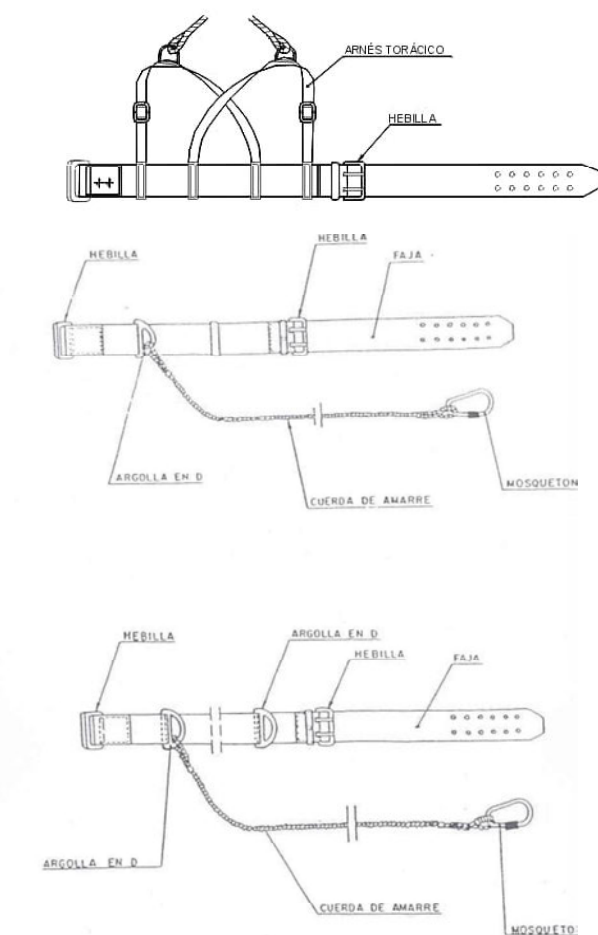 ARNÉS TORÁCICO
HEBILLA
HEBILLA
HEBILLA
FAJA
ARGOLLA EN D
CUERDA DE AMARRE
MOSQUETON
HEBILLA
ARGOLLA EN D
HEBILLA
FAJA
ARGOLLA EN D
CUERDA DE AMARRE
MOSQUETO